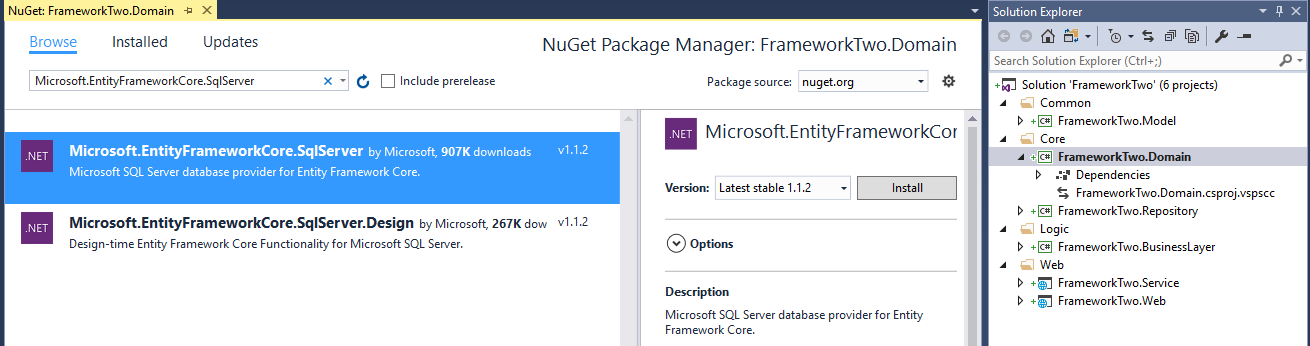 NuGet: FrameworkTwo.Domain
Browse Installed Updates
NuGet Package Manager: FrameworkTwo.Domain
Microsoft.EntityFrameworkCore.SqlServer
Include prerelease
Package source: nuget.org
.NET
Microsoft.EntityFrameworkCore.SqlServer by Microsoft, 907K downloads v1.1.2
Microsoft SQL Server database provider for Entity Framework Core.
.NET
Microsoft.EntityFrameworkCore.SqlServer.Design by Microsoft, 267K dow v1.1.2
Design-time Entity Framework Core Functionality for Microsoft SQL Server.
.NET
Microsoft.EntityFrameworkCor
Version: Latest stable 1.1.2 Install
Options
Description
Microsoft SQL Server database provider for Entity
Framework Core.
Solution Explorer
Search Solution Explorer (Ctrl+;)
Solution 'FrameworkTwo' (6 projects)
Common
C# FrameworkTwo.Model
Core
C# FrameworkTwo.Domain
Dependencies
FrameworkTwo.Domain.csproj.vspscc
C# FrameworkTwo.Repository
Logic
C# FrameworkTwo.BusinessLayer
Web
FrameworkTwo.Service
FrameworkTwo.Web